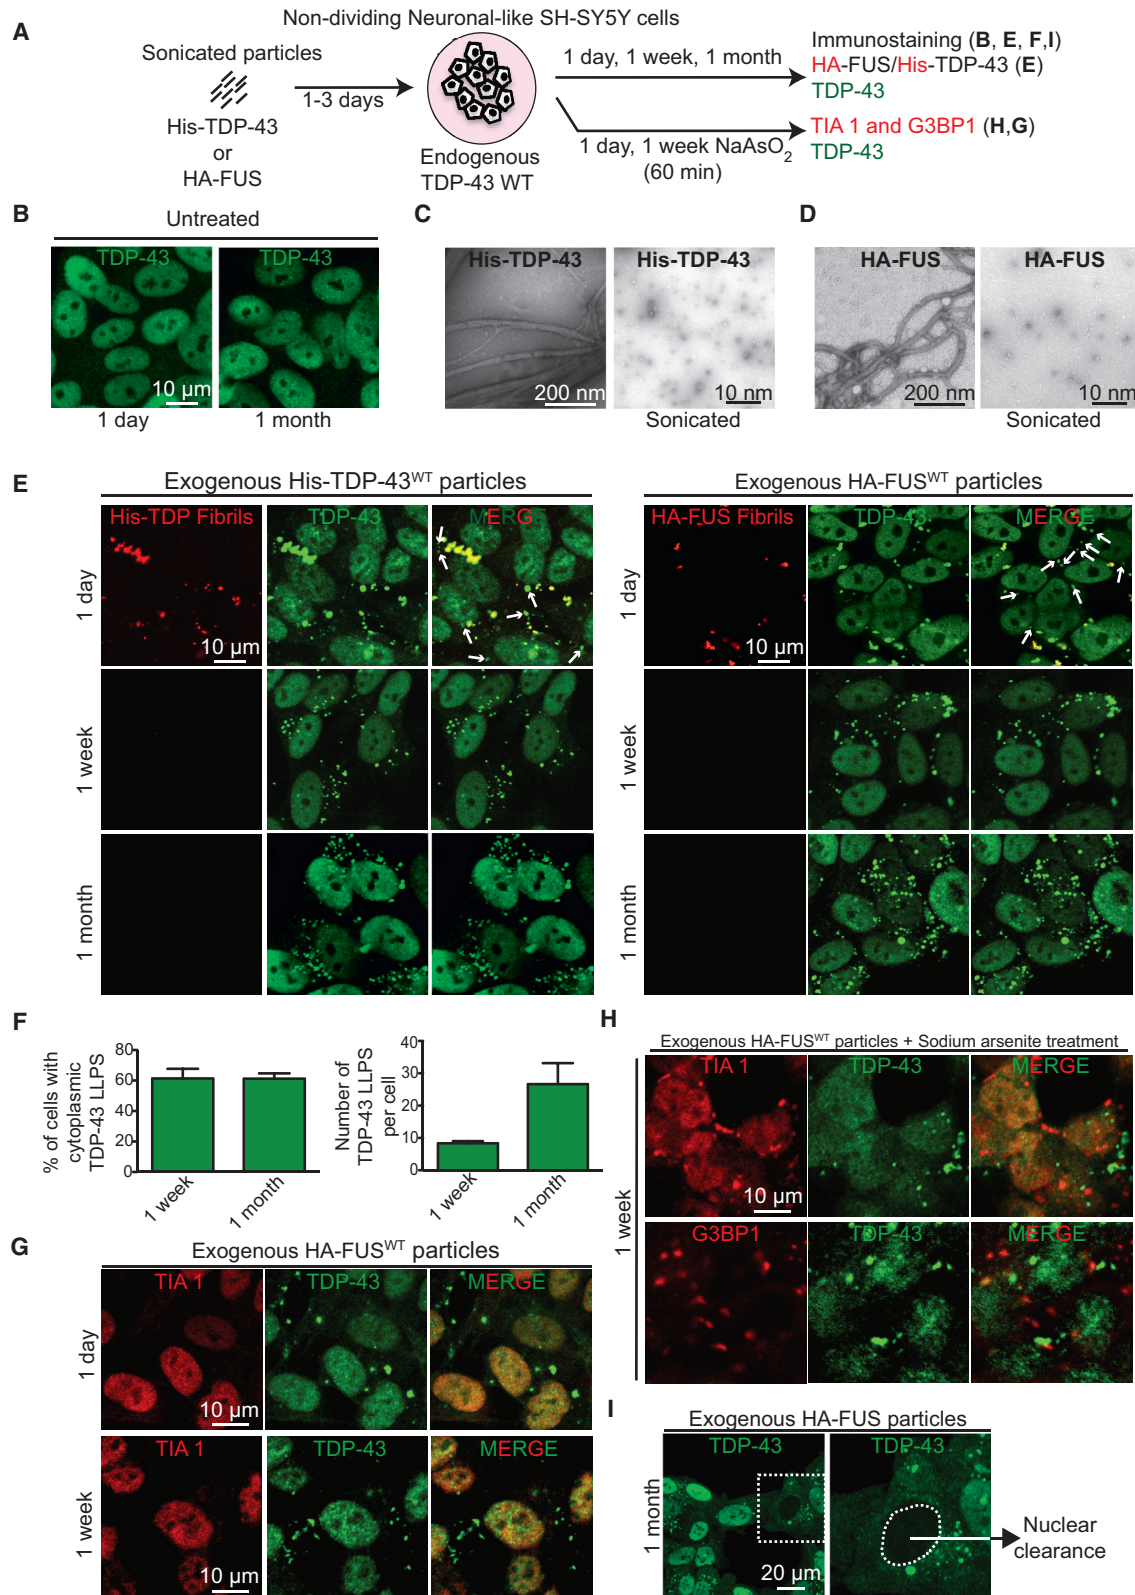 A
Non-dividing Neuronal-like SH-SY5Y cells
Sonicated particles
1-3 days
His-TDP-43
or
HA-FUS
Endogenous
TDP-43 WT
1 day, 1 week, 1 month
1 day, 1 week NaAsO2
(60 min)
Immunostaining (B, E, F,I)
HA-FUS/His-TDP-43 (E)
TDP-43
TIA 1 and G3BP1 (H,G)
TDP-43
B
Untreated
TDP-43
TDP-43
10 µm
1 day
1 month
C
His-TDP-43
His-TDP-43
200 nm
10 nm
Sonicated
D
HA-FUS
HA-FUS
200 nm
10 nm
Sonicated
E
Exogenous His-TDP-43WT particles
His-TDP Fibrils
TDP-43
MERGE
1 day
10 µm
1 week
1 month
Exogenous HA-FUSWT particles
HA-FUS Fibrils
TDP-43
MERGE
1 day
10 µm
1 week
1 month
F
% of cells with
cytoplasmic
TDP-43 LLPS
80
60
40
20
0
1 week
1 month
Number of
TDP-43 LLPS
per cell
40
30
20
10
0
1 week
1 month
G
Exogenous HA-FUSWT particles
TIA 1
TDP-43
MERGE
1 day
10 µm
TIA 1
TDP-43
MERGE
1 week
10 µm
H
Exogenous HA-FUSWT particles + Sodium arsenite treatment
TIA 1
TDP-43
MERGE
10 µm
1 week
G3BP1
TDP-43
MERGE
I
Exogenous HA-FUS particles
TDP-43
TDP-43
1 month
20 µm
Nuclear
clearance